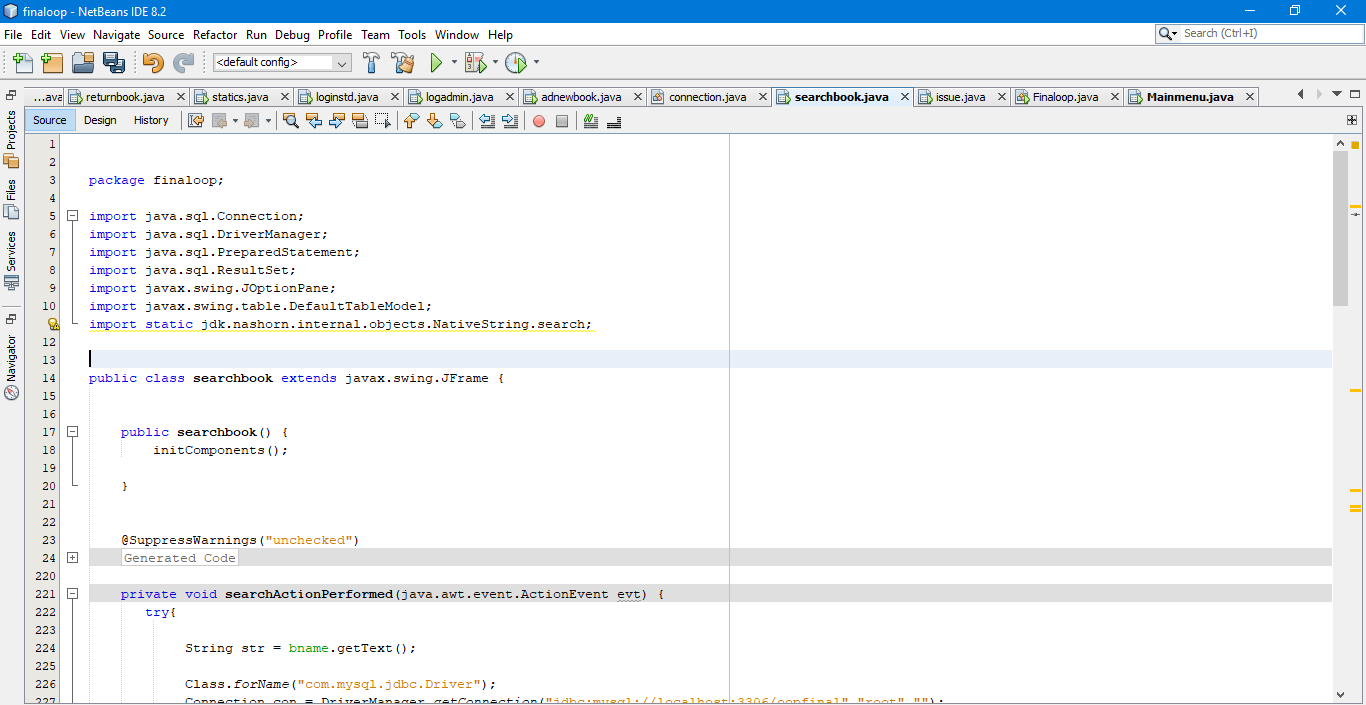 finaloop - NetBeans IDE 8.2
File Edit View Navigate Source Refactor Run Debug Profile Team Tools Window Help
Search (Ctrl+I)
<default config>
...ava returnbook.java statics.java loginstd.java logadmin.java adnewbook.java connection.java searchbook.java issue.java Finaloop.java Mainmenu.java
Source Design History
Projects
Files
Services
Navigator
1
2
3 package finaloop;
4
5 import java.sql.Connection;
6 import java.sql.DriverManager;
7 import java.sql.PreparedStatement;
8 import java.sql.ResultSet;
9 import javax.swing.JOptionPane;
10 import javax.swing.table.DefaultTableModel;
import static jdk.nashorn.internal.objects.NativeString.search;
12
13
14 public class searchbook extends javax.swing.JFrame {
15
16
17 public searchbook() {
18 initComponents();
19
20 }
21
22
23 @SuppressWarnings("unchecked")
24 Generated Code
220
221 private void searchActionPerformed(java.awt.event.ActionEvent evt) {
222 try{
223
224 String str = bname.getText();
225
226 Class.forName("com.mysql.jdbc.Driver");
227 Connection con = DriverManager.getConnection("jdbc:mysql://localhost:3306/oopfinal","root","");